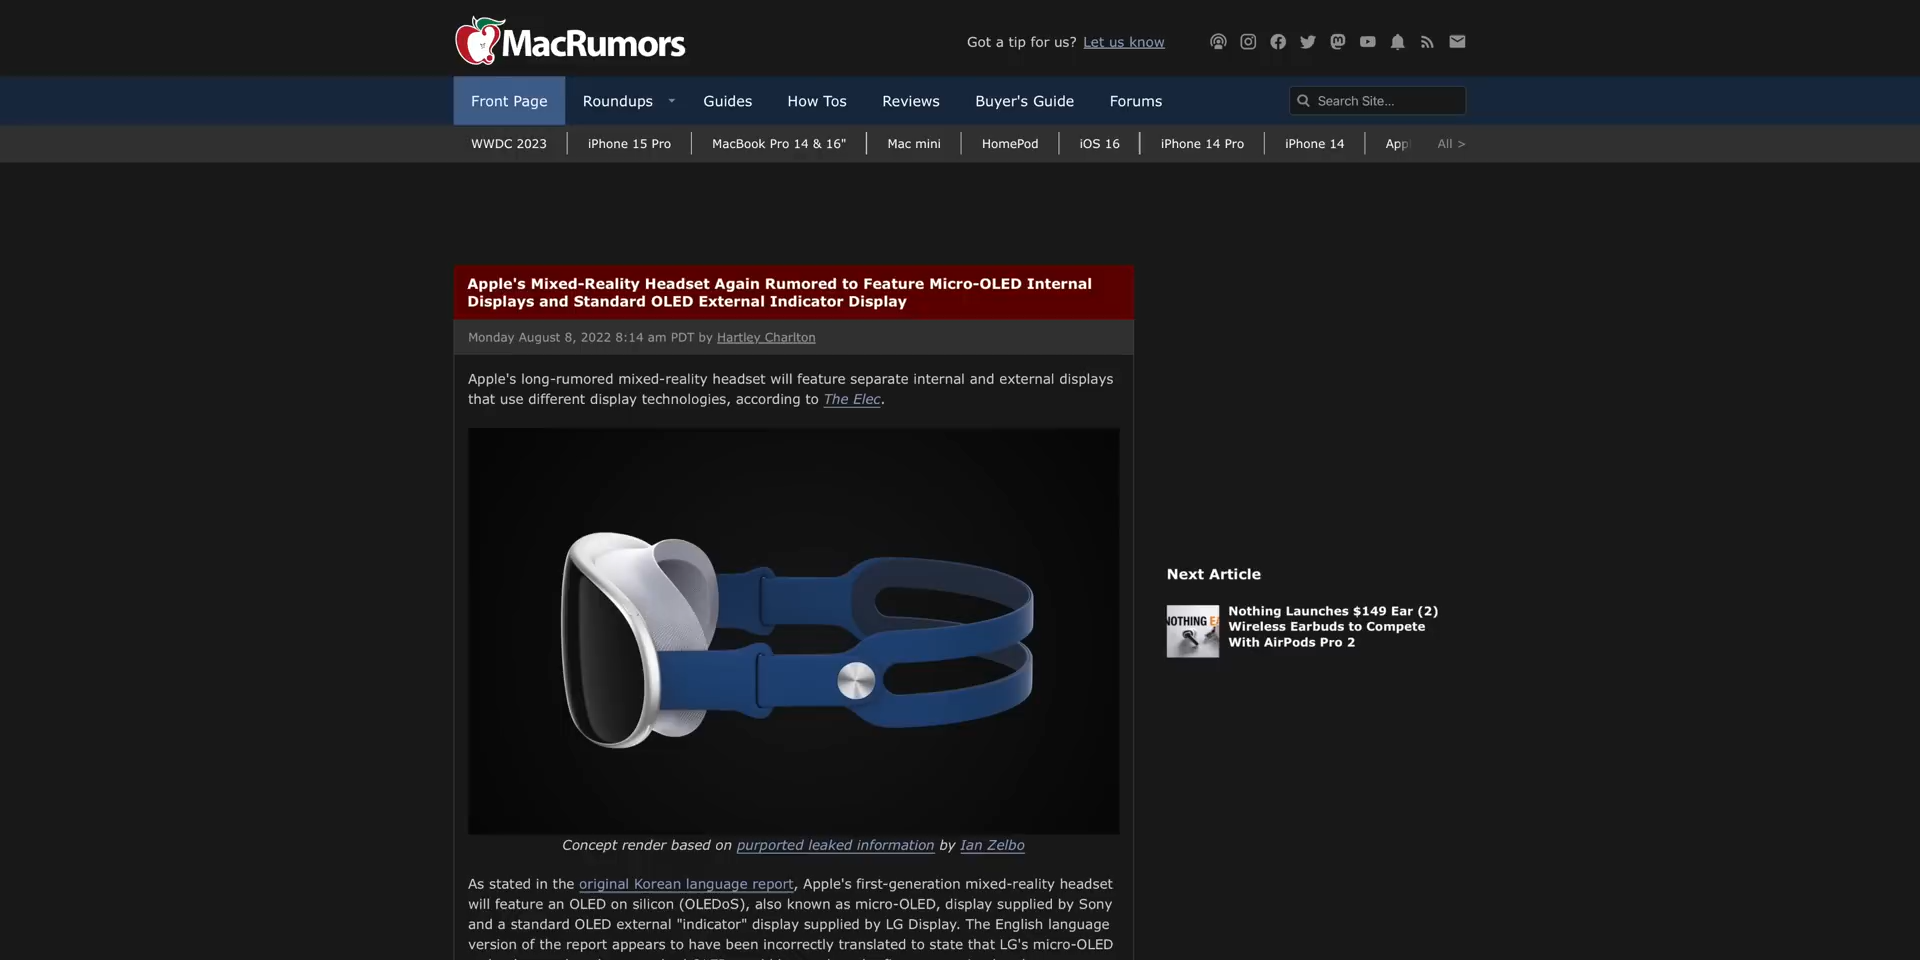 MacRumors
Got a tip for us? Let us know
Front Page Roundups Guides How Tos Reviews Buyer's Guide Forums Search Site...
WWDC 2023 iPhone 15 Pro MacBook Pro 14 & 16" Mac mini HomePod iOS 16 iPhone 14 Pro iPhone 14 App All >
Apple's Mixed-Reality Headset Again Rumored to Feature Micro-OLED Internal
Displays and Standard OLED External Indicator Display
Monday August 8, 2022 8:14 am PDT by Hartley Charlton
Apple's long-rumored mixed-reality headset will feature separate internal and external displays
that use different display technologies, according to The Elec.
Concept render based on purported leaked information by Ian Zelbo
As stated in the original Korean language report, Apple's first-generation mixed-reality headset
will feature an OLED on silicon (OLEDoS), also known as micro-OLED, display supplied by Sony
and a standard OLED external "indicator" display supplied by LG Display. The English language
version of the report appears to have been incorrectly translated to state that LG's micro-OLED
Next Article
NOTHING E
Nothing Launches $149 Ear (2)
Wireless Earbuds to Compete
With AirPods Pro 2